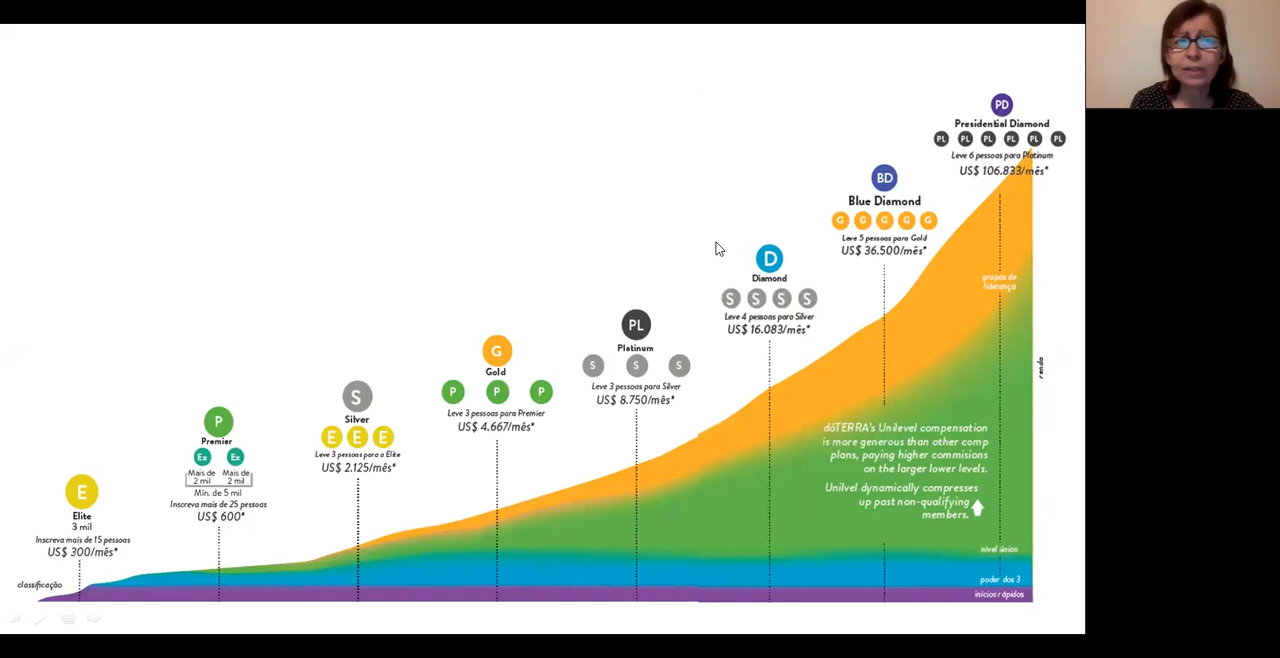 PD
Presidential Diamond
PL PL PL PL PL PL
Leve 6 pessoas para Platinum
US$ 106.833/mês*
BD
Blue Diamond
G G G G G
Leve 5 pessoas para Gold
US$ 36.500/mês*
D
Diamond
S S S S
Leve 4 pessoas para Silver
US$ 16.083/mês*
PL
Platinum
S S S
Leve 3 pessoas para Silver
US$ 8.750/mês*
G
Gold
P P P
Leve 3 pessoas para Premier
US$ 4.667/mês*
S
Silver
E E E
Leve 3 pessoas para a Elite
US$ 2.125/mês*
P
Premier
Ex Ex
Mais de Mais de
2 mil 2 mil
Mín. de 5 mil
Inscreva mais de 25 pessoas
US$ 600*
E
Elite
3 mil
Inscreva mais de 15 pessoas
US$ 300/mês*
classificação
grupos de
liderança
renda
dōTERRA's Unilevel compensation
is more generous than other comp
plans, paying higher commisions
on the larger lower levels.
Unilvel dynamically compresses
up past non-qualifying
members.
nível único
poder dos 3
inícios rápidos